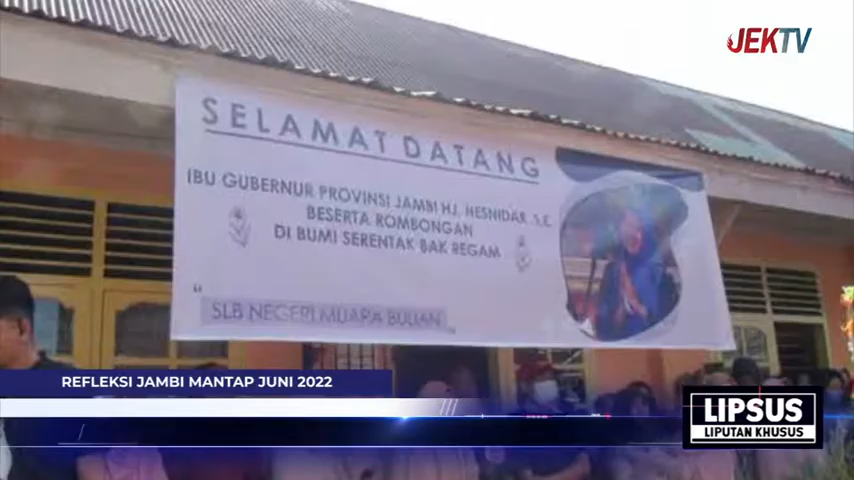 JEKTV
SELAMAT DATANG
IBU GUBERNUR PROVINSI JAMBI HJ. HESNIDAR .S.E.
BESERTA ROMBONGAN
DI BUMI SERENTAK BAK REGAM
SLB NEGERI MUARA BULIAN
REFLEKSI JAMBI MANTAP JUNI 2022
LIPSUS
LIPUTAN KHUSUS